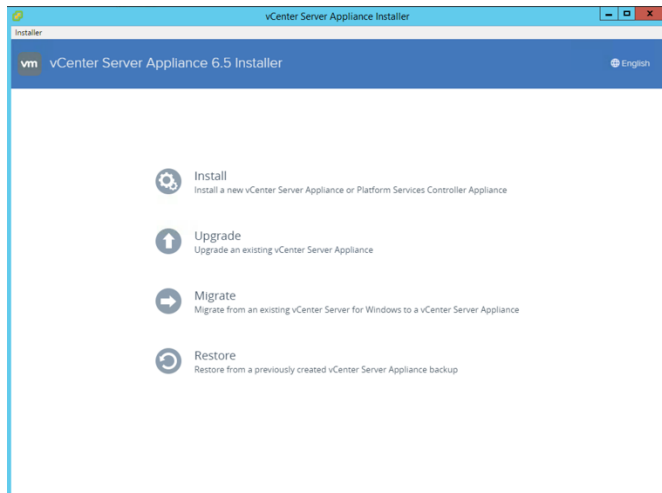 vCenter Server Appliance Installer
Installer
vm vCenter Server Appliance 6.5 Installer English
Install
Install a new vCenter Server Appliance or Platform Services Controller Appliance
Upgrade
Upgrade an existing vCenter Server Appliance
Migrate
Migrate from an existing vCenter Server for Windows to a vCenter Server Appliance
Restore
Restore from a previously created vCenter Server Appliance backup